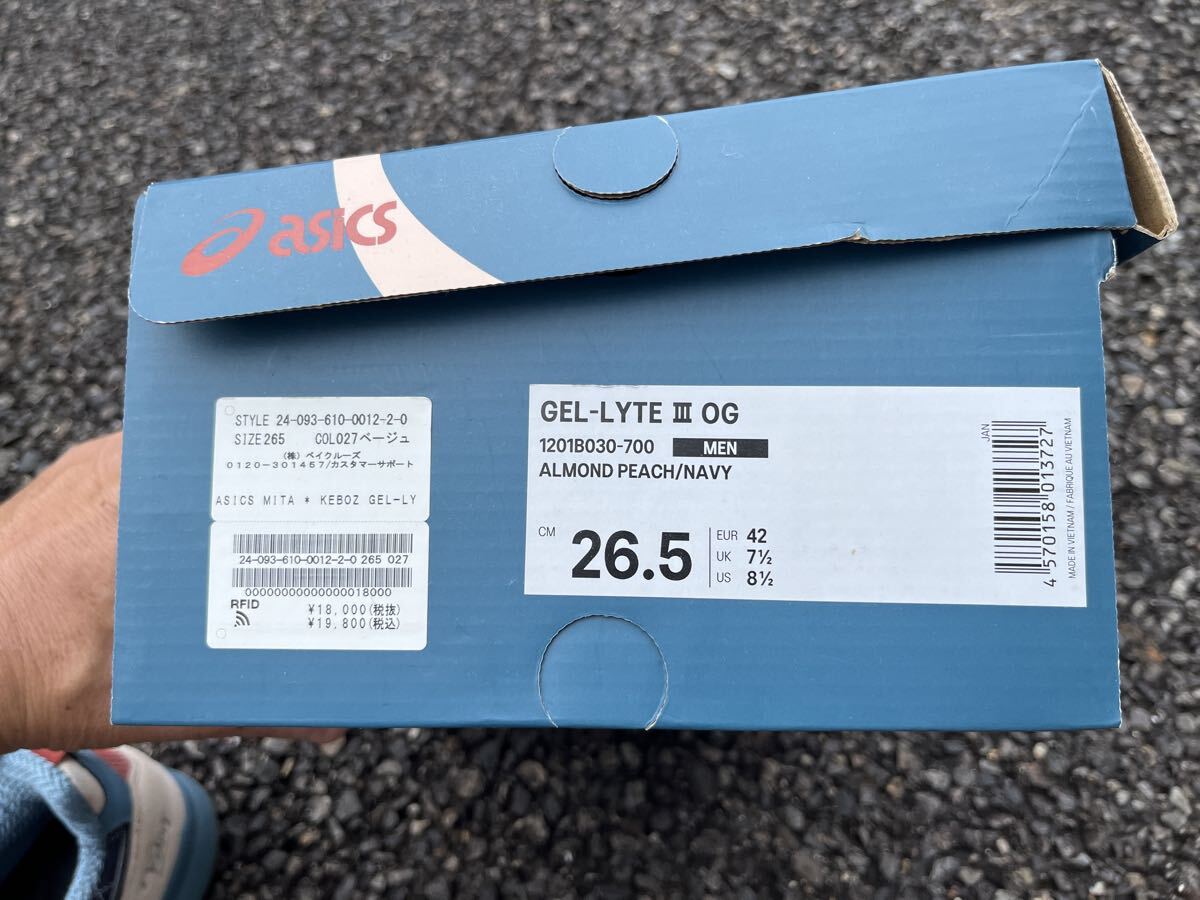 asics
STYLE 24-093-610-0012-2-0
SIZE265 COL027ベージュ
(株) ベイクルーズ
0120-301457/カスタマーサポート
ASICS MITA * KEBOZ GEL-LY
24-093-610-0012-2-0 265 027
00000000000000018000
RFID
¥18,000(税抜)
¥19,800(税込)
GEL-LYTE III OG
1201B030-700 MEN
ALMOND PEACH/NAVY
CM 26.5
EUR 42
UK 7½
US 8½
JAN
4 570158 013727
MADE IN VIETNAM / FABRIQUE AU VIETNAM